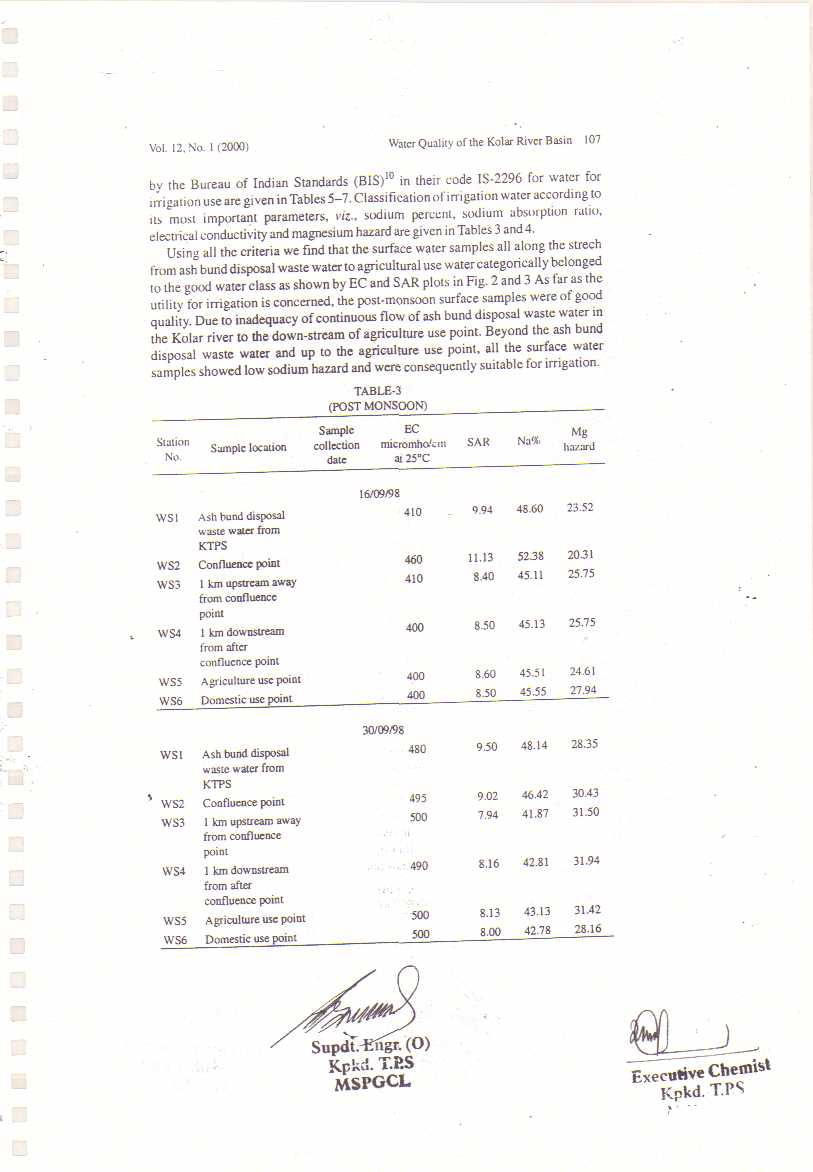 Vol. 12, No. 1 (2000) Water Quality of the Kolar River Basin 107
by the Bureau of Indian Standards (BIS)10 in their code IS-2296 for water for
irrigation use are given in Tables 5–7. Classification of irrigation water according to
its most important parameters, viz., sodium percent, sodium absorption ratio,
electrical conductivity and magnesium hazard are given in Tables 3 and 4.
Using all the criteria we find that the surface water samples all along the strech
from ash bund disposal waste water to agricultural use water categorically belonged
to the good water class as shown by EC and SAR plots in Fig. 2 and 3 As far as the
utility for irrigation is concerned, the post-monsoon surface samples were of good
quality. Due to inadequacy of continuous flow of ash bund disposal waste water in
the Kolar river to the down-stream of agriculture use point. Beyond the ash bund
disposal waste water and up to the agriculture use point, all the surface water
samples showed low sodium hazard and were consequently suitable for irrigation.
TABLE-3
(POST MONSOON)
Station No. Sample location Sample collection date EC micromho/cm at 25°C SAR Na% Mg hazard
16/09/98
WS1 Ash bund disposal 410 9.94 48.60 23.52
waste water from
KTPS
WS2 Confluence point 460 11.13 52.38 20.31
WS3 1 km upstream away 410 8.40 45.11 25.75
from confluence
point
WS4 1 km downstream 400 8.50 45.13 25.75
from after
confluence point
WS5 Agriculture use point 400 8.60 45.51 24.61
WS6 Domestic use point 400 8.50 45.55 27.94
30/09/98
WS1 Ash bund disposal 480 9.50 48.14 28.35
waste water from
KTPS
WS2 Confluence point 495 9.02 46.42 30.43
WS3 1 km upstream away 500 7.94 41.87 31.50
from confluence
point
WS4 1 km downstream 490 8.16 42.81 31.94
from after
confluence point
WS5 Agriculture use point 500 8.13 43.13 31.42
WS6 Domestic use point 500 8.00 42.78 28.16
Supdt. Engr. (O)
Kpkd. T.P.S
MSPGCL
Executive Chemist
Kpkd. T.PS